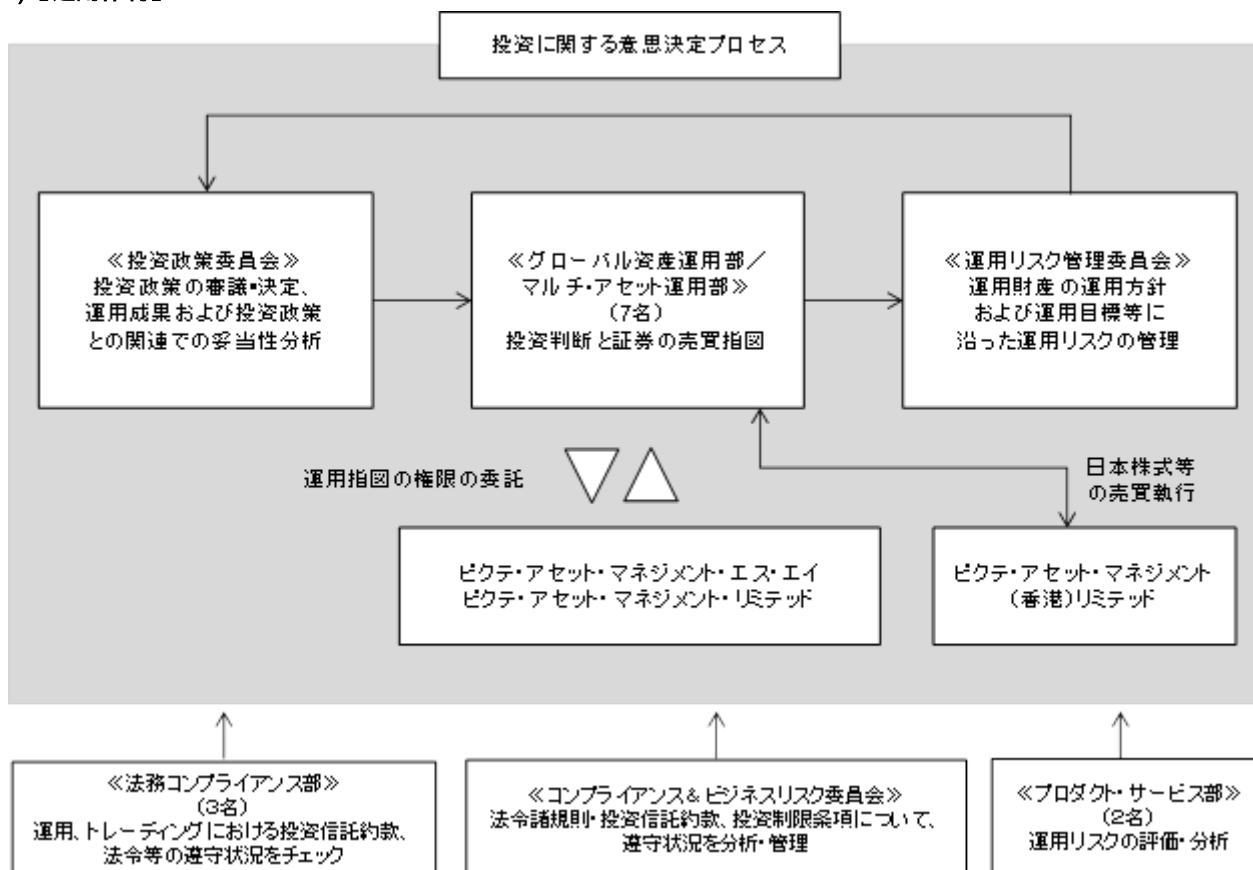 投資に関する意思決定プロセス
≪投資政策委員会≫
投資政策の審議・決定、
運用成果および投資政策
との関連での妥当性分析
≪グローバル資産運用部／
マルチ・アセット運用部≫
(7名)
投資判断と証券の売買指図
≪運用リスク管理委員会≫
運用財産の運用方針
および運用目標等に
沿った運用リスクの管理
運用指図の権限の委託
日本株式等
の売買執行
ピクテ・アセット・マネジメント・エス・エイ
ピクテ・アセット・マネジメント・リミテッド
ピクテ・アセット・マネジメント
(香港)リミテッド
≪法務コンプライアンス部≫
(3名)
運用、トレーディングにおける投資信託約款、
法令等の遵守状況をチェック
≪コンプライアンス&ビジネスリスク委員会≫
法令諸規則・投資信託約款、投資制限条項について、
遵守状況を分析・管理
≪プロダクト・サービス部≫
(2名)
運用リスクの評価・分析